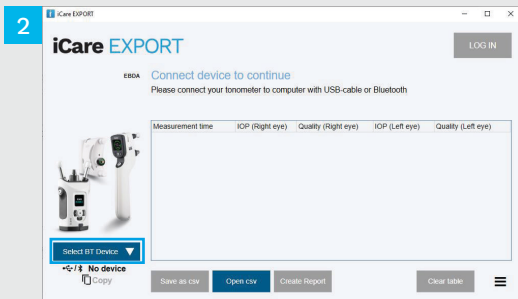 2
iCare EXPORT
iCare EXPORT
LOG IN
EBDA
Connect device to continue
Please connect your tonometer to computer with USB-cable or Bluetooth
Measurement time IOP (Right eye) Quality (Right eye) IOP (Left eye) Quality (Left eye)
Select BT Device
/ No device
Copy
Save as csv Open csv Create Report Clear table